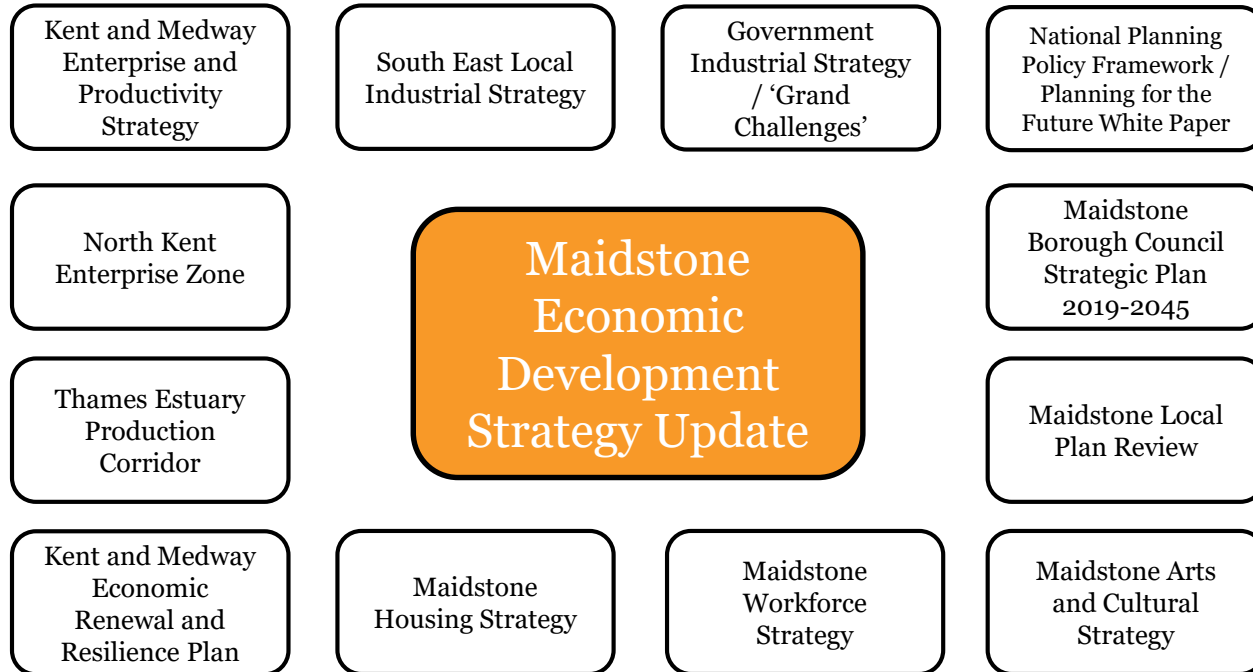 Kent and Medway
Enterprise and
Productivity
Strategy
South East Local
Industrial Strategy
Government
Industrial Strategy
/ ‘Grand
Challenges’
National Planning
Policy Framework /
Planning for the
Future White Paper
North Kent
Enterprise Zone
Maidstone
Economic
Development
Strategy Update
Maidstone
Borough Council
Strategic Plan
2019-2045
Thames Estuary
Production
Corridor
Maidstone Local
Plan Review
Kent and Medway
Economic
Renewal and
Resilience Plan
Maidstone
Housing Strategy
Maidstone
Workforce
Strategy
Maidstone Arts
and Cultural
Strategy